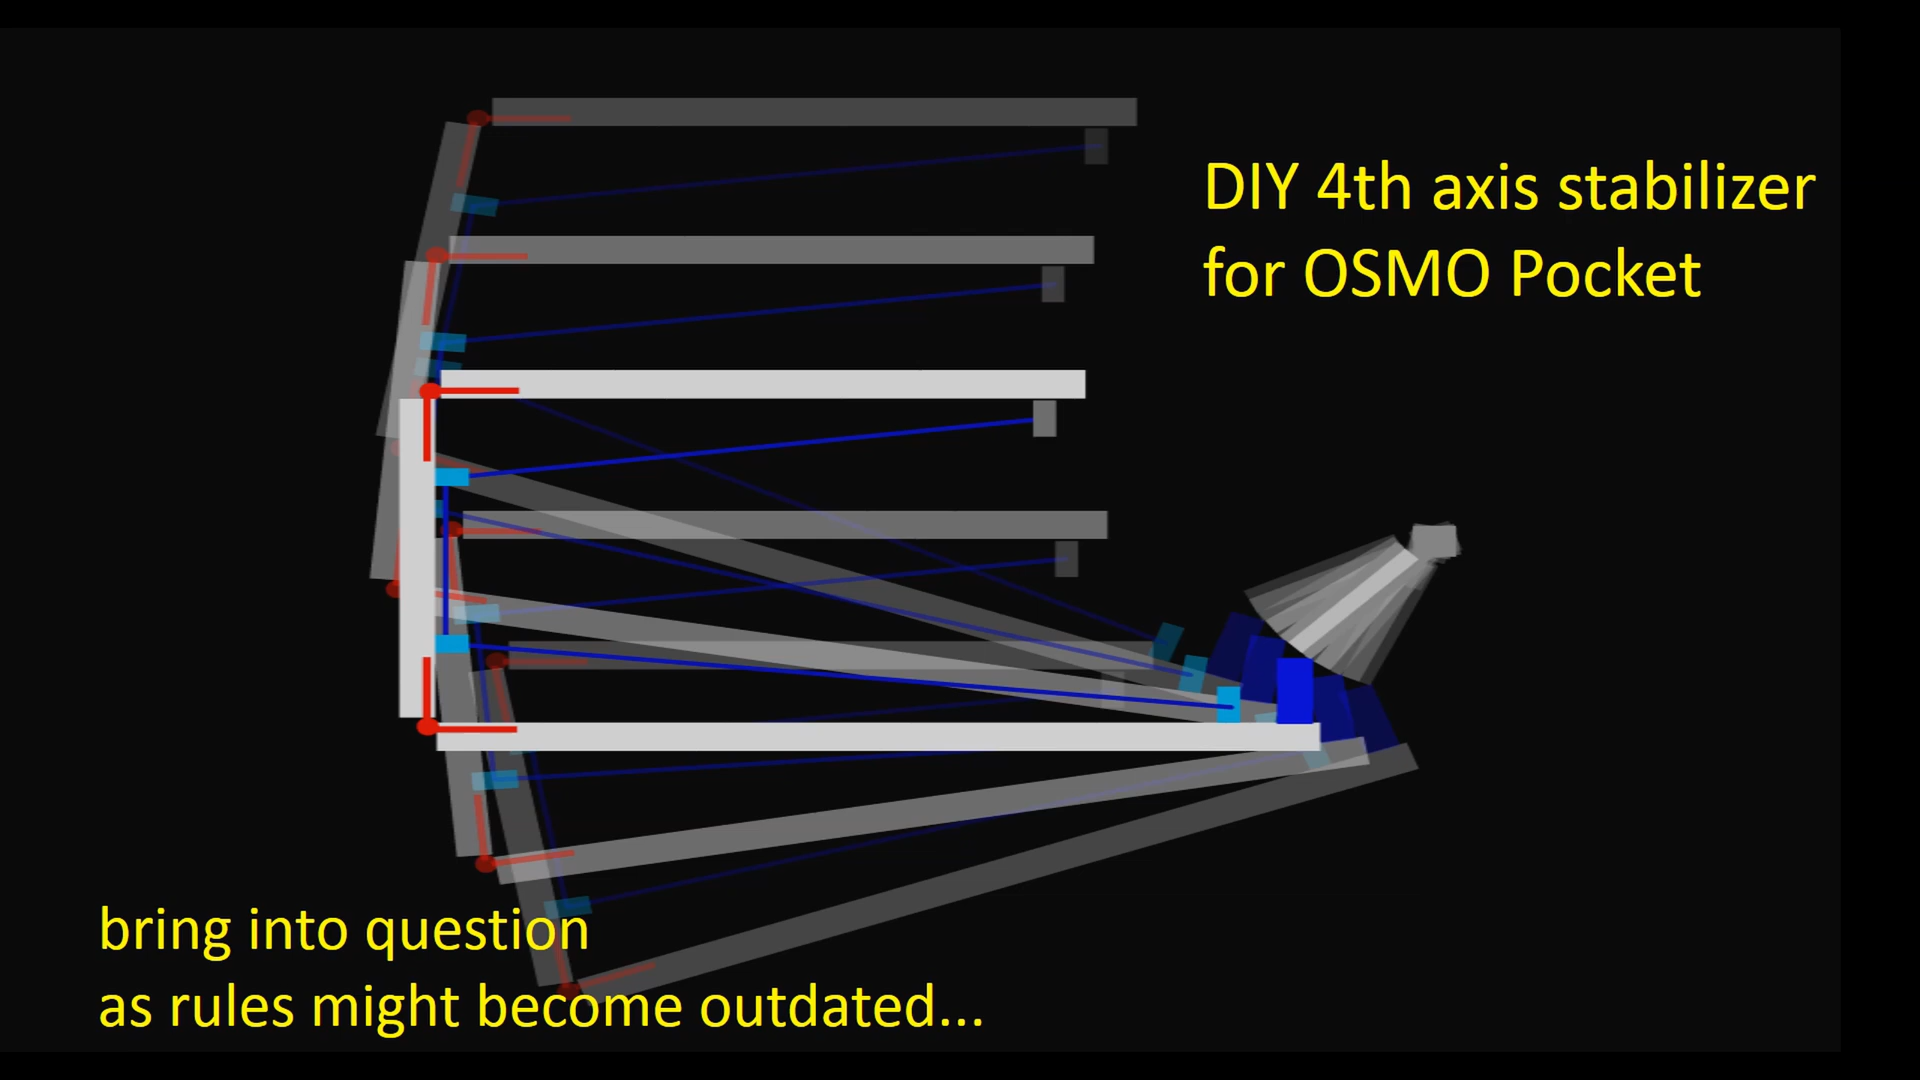 DIY 4th axis stabilizer
for OSMO Pocket
bring into question
as rules might become outdated...